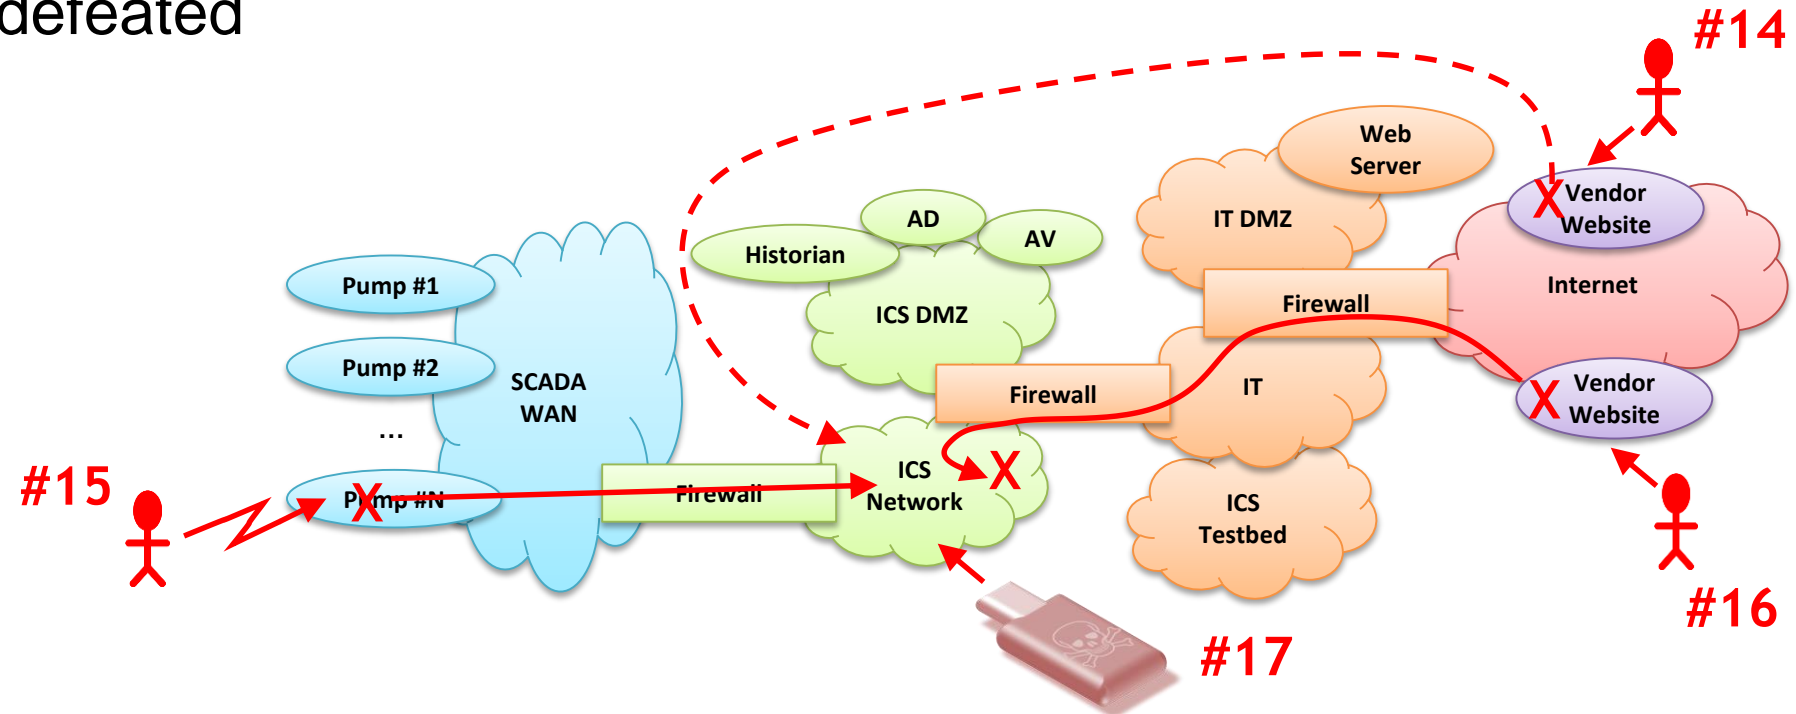 defeated
#14
Web
Server
Vendor
Website
AD
IT DMZ
AV
Historian
Pump #1
Internet
Firewall
ICS DMZ
Pump #2
SCADA
WAN
Firewall
IT
Vendor
Website
...
ICS
Network
#15
Pump #N
Firewall
ICS
Testbed
#16
#17